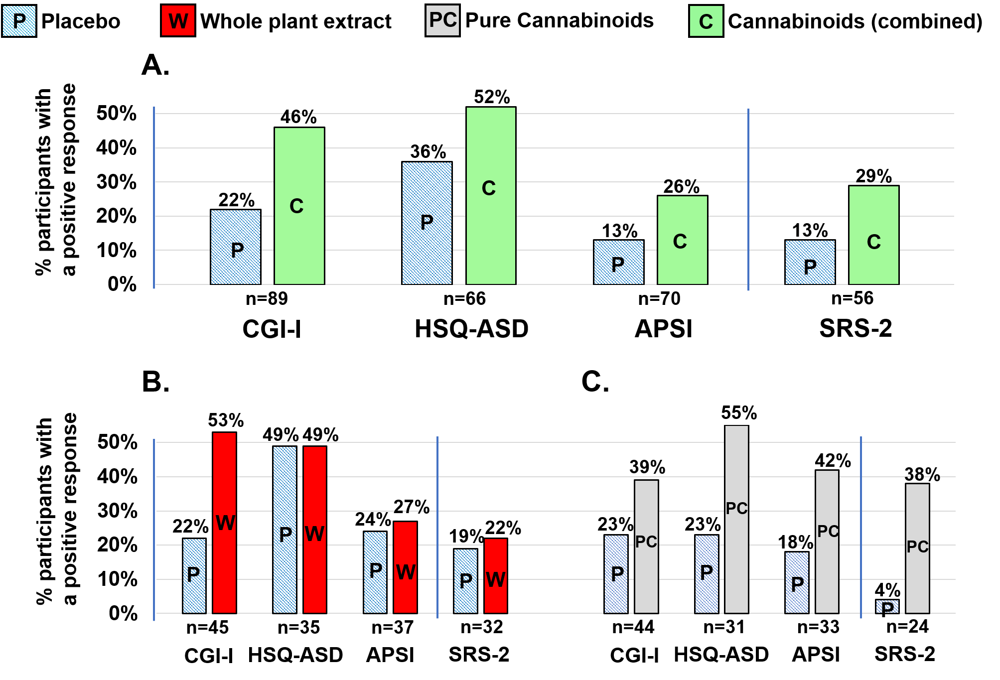 P Placebo W Whole plant extract PC Pure Cannabinoids C Cannabinoids (combined)
A.
% participants with
a positive response
50%
40%
30%
20%
10%
0%
22% 46% 36% 52% 13% 26% 13% 29%
P C P C P C P C
n=89 n=66 n=70 n=56
CGI-I HSQ-ASD APSI SRS-2
B.
% participants with
a positive response
50%
40%
30%
20%
10%
0%
22% 53% 49% 49% 24% 27% 19% 22%
P W P W P W P W
n=45 n=35 n=37 n=32
CGI-I HSQ-ASD APSI SRS-2
C.
23% 39% 23% 55% 18% 42% 4% 38%
P PC P PC P PC P PC
n=44 n=31 n=33 n=24
CGI-I HSQ-ASD APSI SRS-2